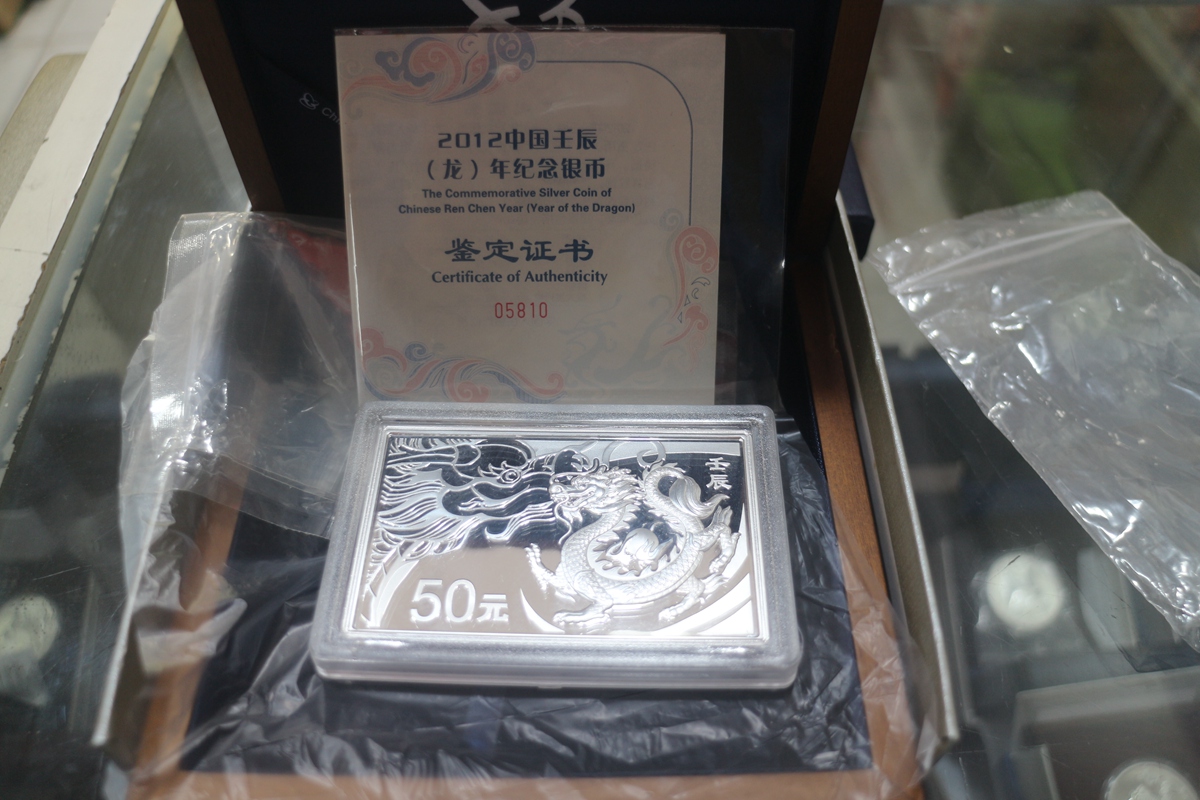 2012中国壬辰
（龙）年纪念银币
The Commemorative Silver Coin of
Chinese Ren Chen Year (Year of the Dragon)
鉴定证书
Certificate of Authenticity
05810
壬辰
50元